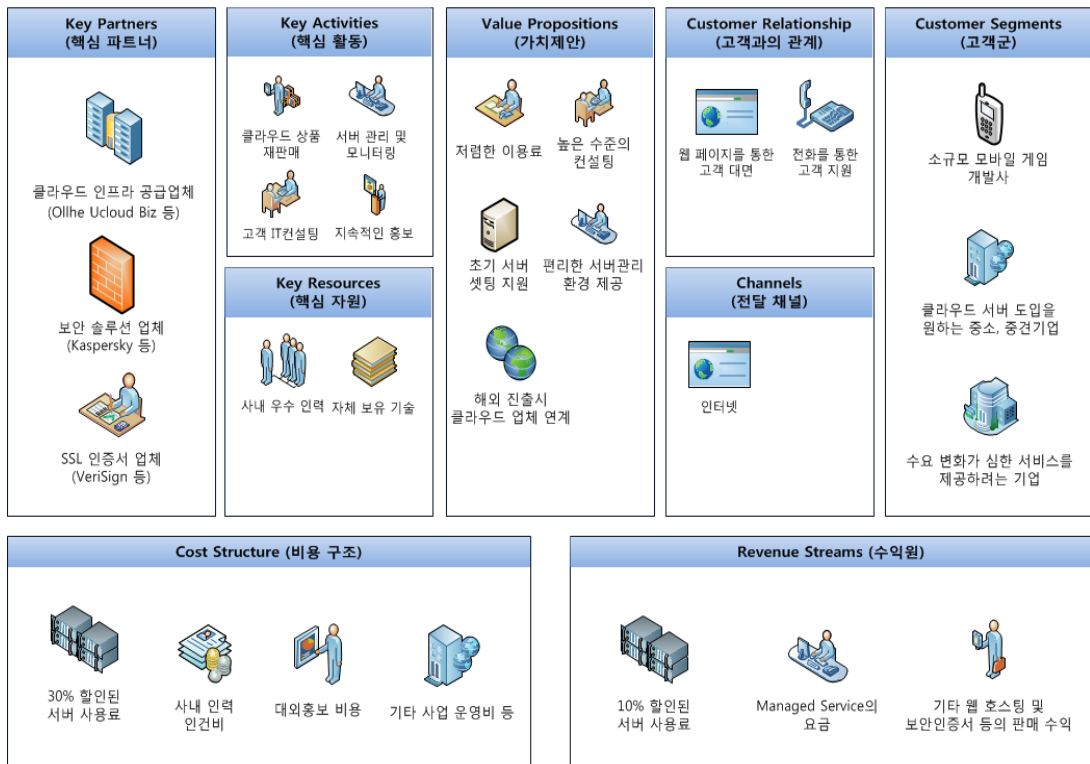 Key Partners
(핵심 파트너)
클라우드 인프라 공급업체
(Ollhe Ucloud Biz 등)
보안 솔루션 업체
(Kaspersky 등)
SSL 인증서 업체
(VeriSign 등)
Key Activities
(핵심 활동)
클라우드 상품
재판매
서버 관리 및
모니터링
고객 IT컨설팅
지속적인 홍보
Key Resources
(핵심 자원)
사내 우수 인력
자체 보유 기술
Value Propositions
(가치제안)
저렴한 이용료
높은 수준의
컨설팅
초기 서버
셋팅 지원
편리한 서버관리
환경 제공
해외 진출시
클라우드 업체 연계
Customer Relationship
(고객과의 관계)
웹 페이지를 통한
고객 대면
전화를 통한
고객 지원
Channels
(전달 채널)
인터넷
Customer Segments
(고객군)
소규모 모바일 게임
개발사
클라우드 서버 도입을
원하는 중소, 중견기업
수요 변화가 심한 서비스를
제공하려는 기업
Cost Structure (비용 구조)
30% 할인된
서버 사용료
사내 인력
인건비
대외홍보 비용
기타 사업 운영비 등
Revenue Streams (수익원)
10% 할인된
서버 사용료
Managed Service의
요금
기타 웹 호스팅 및
보안인증서 등의 판매 수익